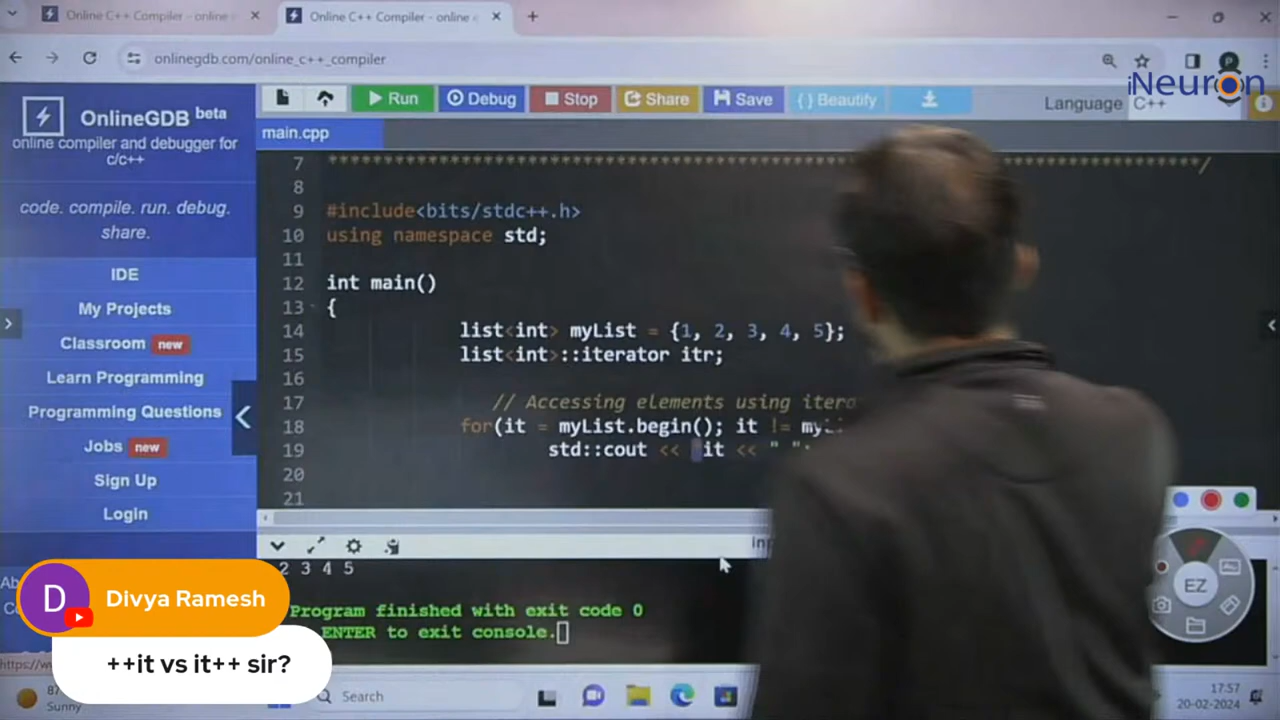 Online C++ Compiler - online e
Online C++ Compiler - online e
onlinegdb.com/online_c++_compiler
iNeuron
OnlineGDB beta
online compiler and debugger for
c/c++
code. compile. run. debug.
share.
IDE
My Projects
Classroom new
Learn Programming
Programming Questions
Jobs new
Sign Up
Login
Run Debug Stop Share Save { } Beautify
Language C++
main.cpp
7 ****************************************************************/
8
9 #include<bits/stdc++.h>
10 using namespace std;
11
12 int main()
13 {
14 list<int> myList = {1, 2, 3, 4, 5};
15 list<int>::iterator itr;
16
17 // Accessing elements using itera
18 for(it = myList.begin(); it != my
19 std::cout << *it << " ";
20
21
2 3 4 5
Program finished with exit code 0
ENTER to exit console.
EZ
D
Divya Ramesh
++it vs it++ sir?
Sunny
Search
17:57
20-02-2024